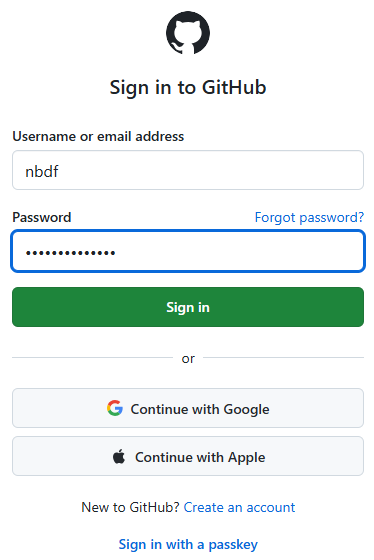 Sign in to GitHub
Username or email address
nbdf
Password Forgot password?
••••••••••••••
Sign in
or
Continue with Google
Continue with Apple
New to GitHub? Create an account
Sign in with a passkey